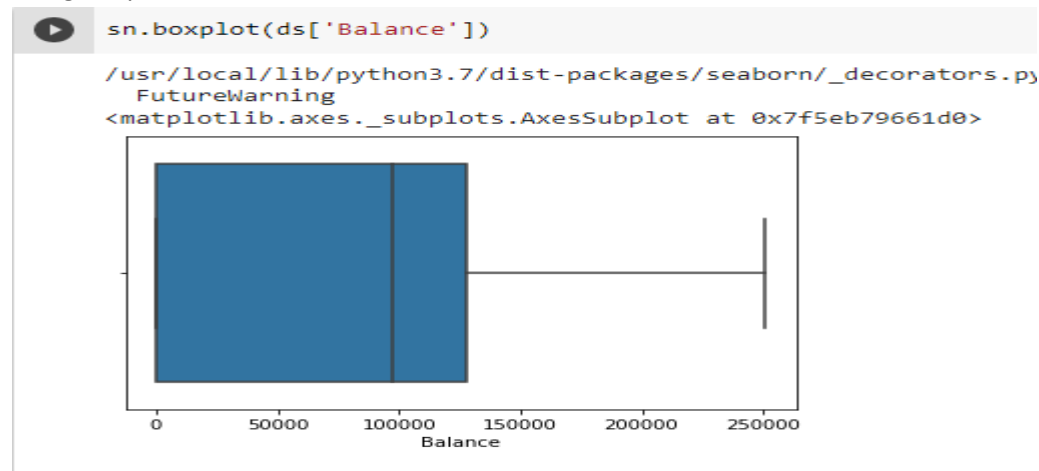 sn.boxplot(ds['Balance'])
/usr/local/lib/python3.7/dist-packages/seaborn/_decorators.py
FutureWarning
<matplotlib.axes._subplots.AxesSubplot at 0x7f5eb79661d0>
0 50000 100000 150000 200000 250000
Balance